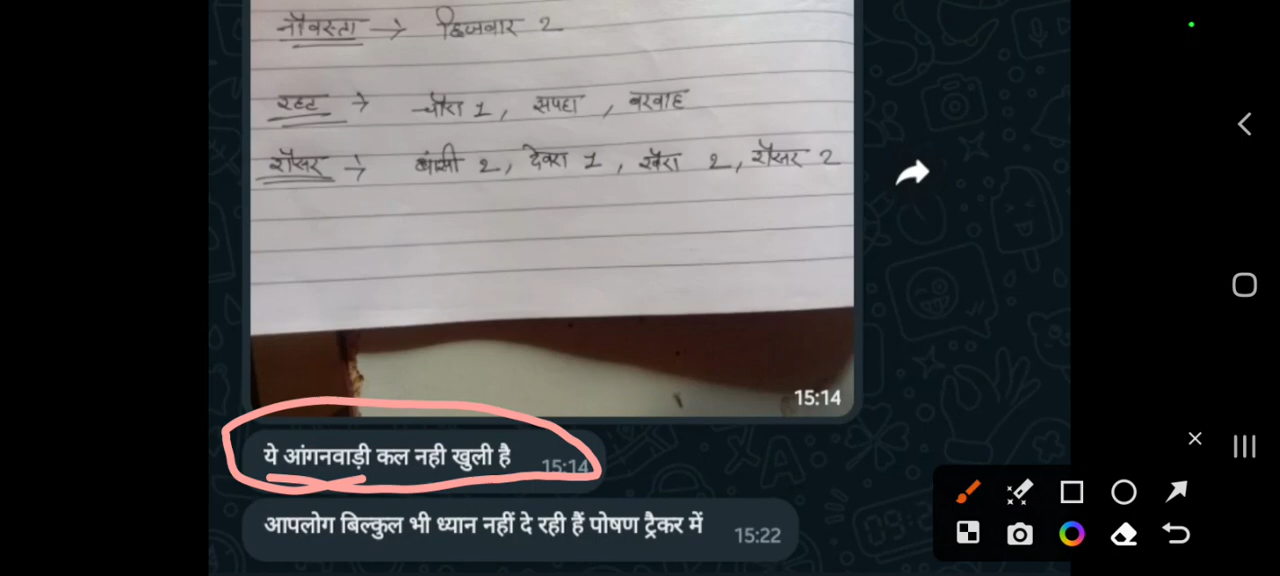 नौवस्ता → हिजवार 2
रहट → चौरा 1, सपहा, बरवाह
रौसर → बांसी 2, देवरा 1, खैरा 2, रौसर 2
15:14
ये आंगनवाड़ी कल नही खुली है 15:14
आपलोग बिल्कुल भी ध्यान नहीं दे रही हैं पोषण ट्रैकर में 15:22